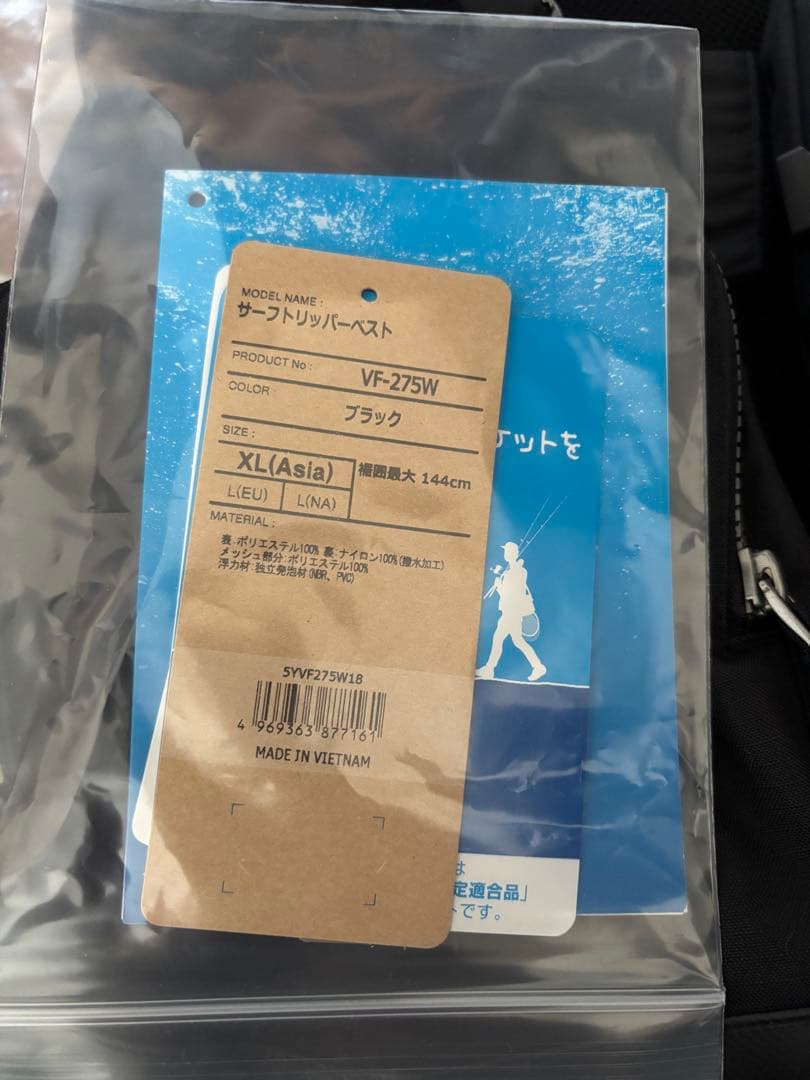 MODEL NAME :
サーフトリッパーベスト
PRODUCT No : VF-275W
COLOR
ブラック
SIZE :
XL(Asia) 裾囲最大 144cm
L(EU) L(NA)
MATERIAL :
表:ポリエステル100% 裏:ナイロン100%(撥水加工)
メッシュ部分:ポリエステル100%
浮力材:独立発泡材(NBR、PVC)
5YVF275W18
4 969363 877161
MADE IN VIETNAM
ケットを
は
定適合品」
トです。